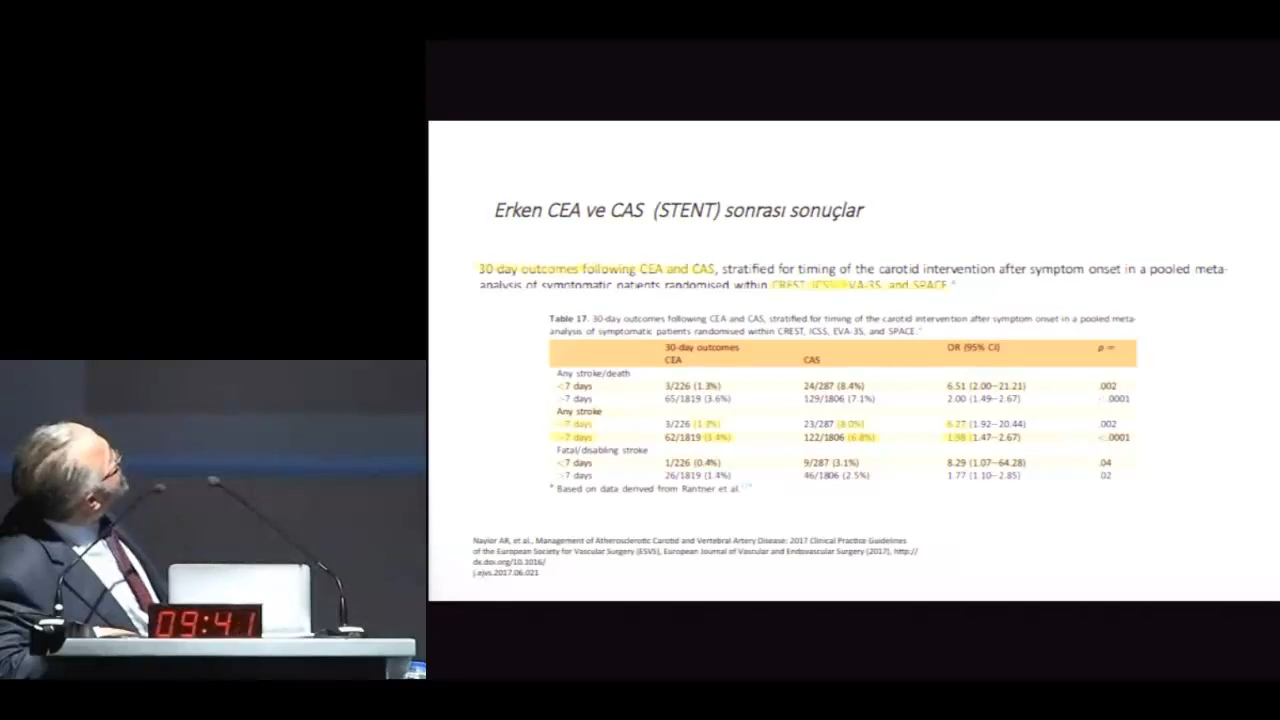 Erken CEA ve CAS (STENT) sonrası sonuçlar
30-day outcomes following CEA and CAS, stratified for timing of the carotid intervention after symptom onset in a pooled meta-
analysis of symptomatic patients randomised within CREST, ICSS, EVA-3S, and SPACE.
Table 17. 30-day outcomes following CEA and CAS, stratified for timing of the carotid intervention after symptom onset in a pooled meta-
analysis of symptomatic patients randomised within CREST, ICSS, EVA-3S, and SPACE.
30-day outcomes OR (95% CI) p =
CEA CAS
Any stroke/death
<7 days 3/226 (1.3%) 24/287 (8.4%) 6.51 (2.00–21.21) .002
>7 days 65/1819 (3.6%) 129/1806 (7.1%) 2.00 (1.49–2.67) <.0001
Any stroke
<7 days 3/226 (1.3%) 23/287 (8.0%) 6.27 (1.92–20.44) .002
>7 days 62/1819 (3.4%) 122/1806 (6.8%) 1.98 (1.47–2.67) <.0001
Fatal/disabling stroke
<7 days 1/226 (0.4%) 9/287 (3.1%) 8.29 (1.07–64.28) .04
>7 days 26/1819 (1.4%) 46/1806 (2.5%) 1.77 (1.10–2.85) .02
Based on data derived from Rantner et al.
Naylor AR, et al., Management of Atherosclerotic Carotid and Vertebral Artery Disease: 2017 Clinical Practice Guidelines
of the European Society for Vascular Surgery (ESVS), European Journal of Vascular and Endovascular Surgery (2017), http://
dx.doi.org/10.1016/
j.ejvs.2017.06.021
09:41